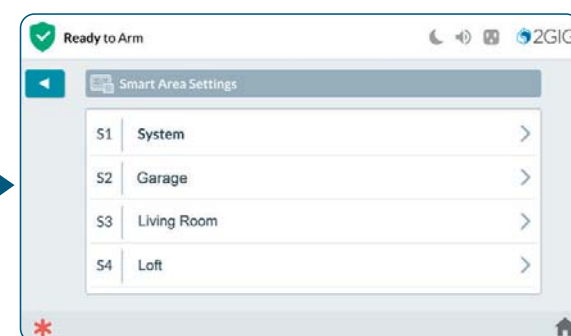 Ready to Arm
2GIG
Smart Area Settings
S1 System
S2 Garage
S3 Living Room
S4 Loft